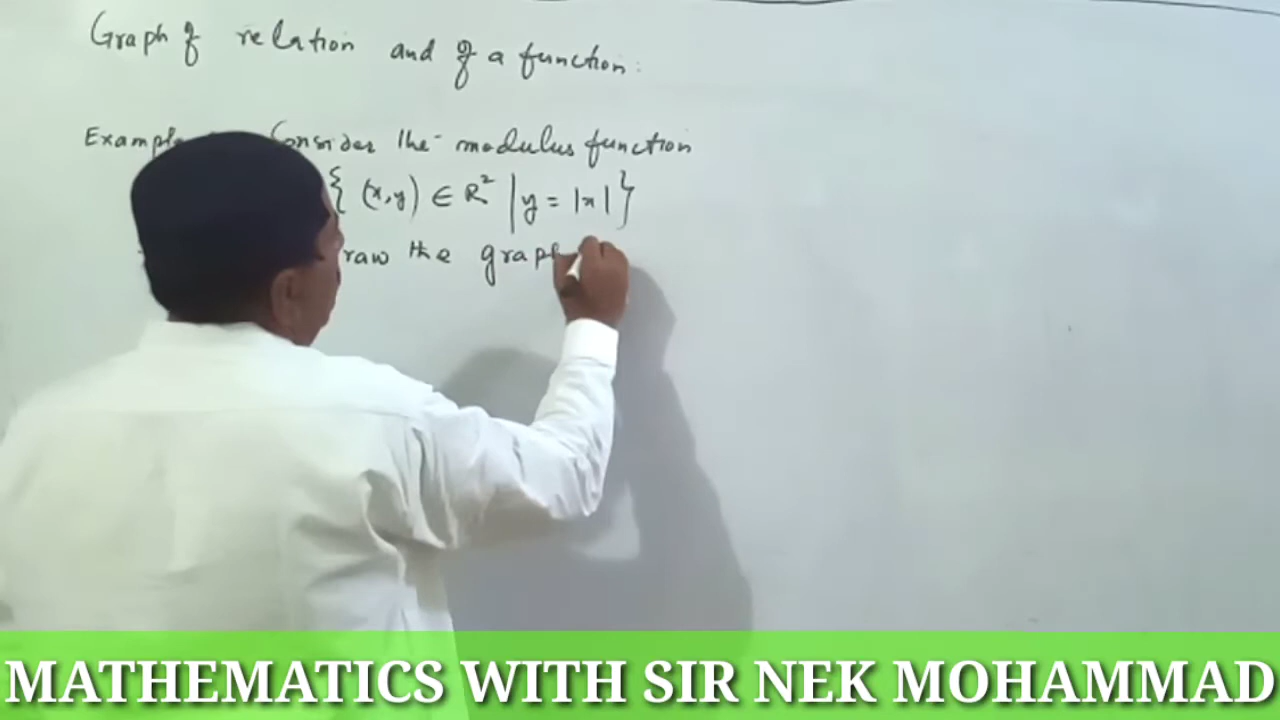 Graph of relation and of a function:
Example Consider the modulus function
{ (x,y) ∈ R² | y = |x| }
raw the graph
MATHEMATICS WITH SIR NEK MOHAMMAD